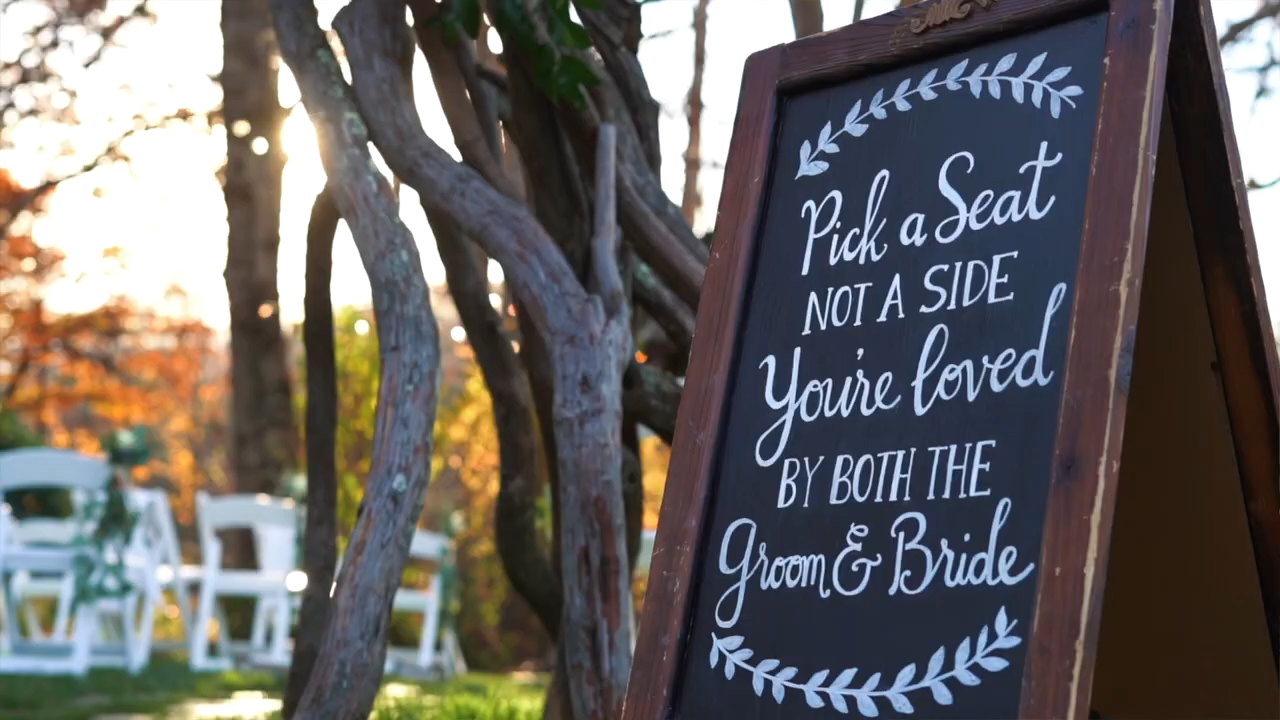 Pick a Seat
NOT A SIDE
You're loved
BY BOTH THE
Groom & Bride